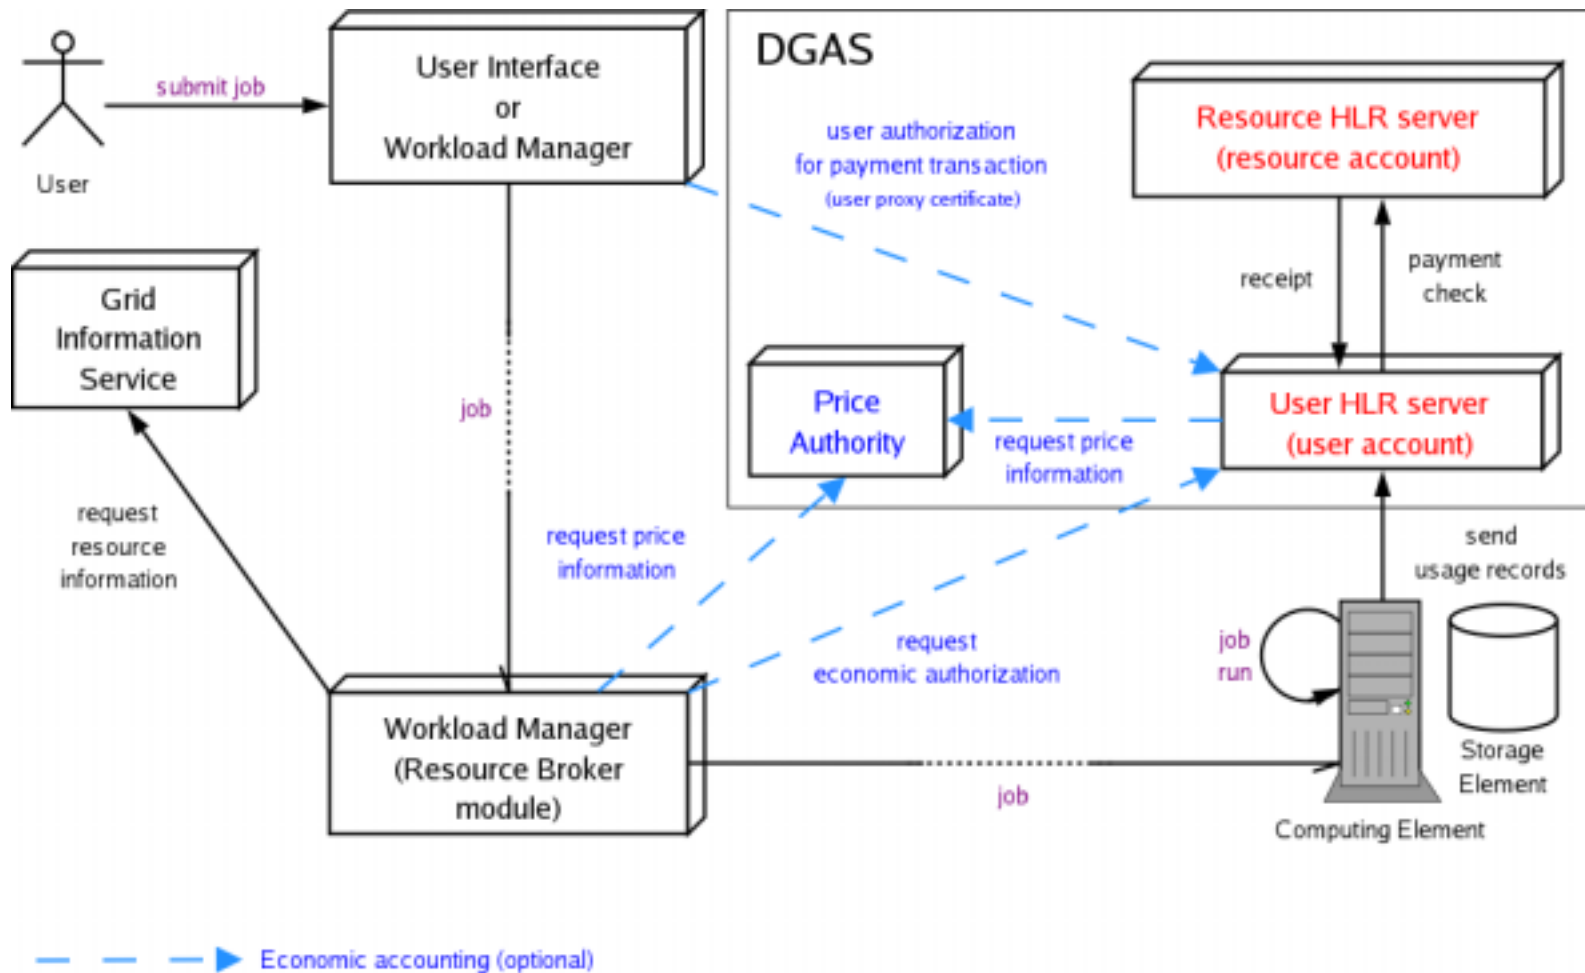 submit job
User
User Interface
or
Workload Manager
DGAS
user authorization
for payment transaction
(user proxy certificate)
Resource HLR server
(resource account)
receipt
payment
check
Grid
Information
Service
job
Price
Authority
request price
information
User HLR server
(user account)
request
resource
information
request price
information
request
economic authorization
send
usage records
job
run
Storage
Element
Computing Element
Workload Manager
(Resource Broker
module)
job
Economic accounting (optional)